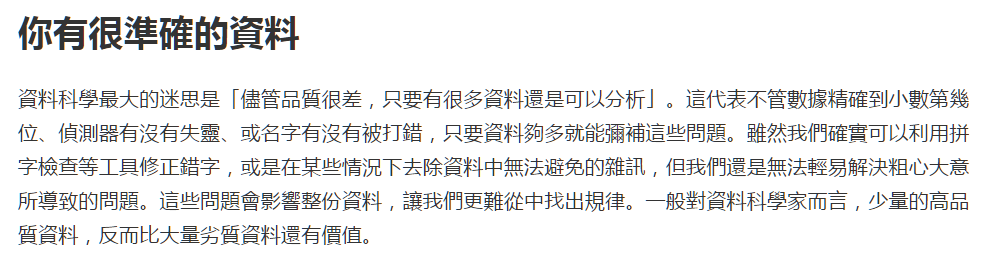 你有很準確的資料
資料科學最大的迷思是「儘管品質很差，只要有很多資料還是可以分析」。這代表不管數據精確到小數第幾
位、偵測器有沒有失靈、或名字有沒有被打錯，只要資料夠多就能彌補這些問題。雖然我們確實可以利用拼
字檢查等工具修正錯字，或是在某些情況下去除資料中無法避免的雜訊，但我們還是無法輕易解決粗心大意
所導致的問題。這些問題會影響整份資料，讓我們更難從中找出規律。一般對資料科學家而言，少量的高品
質資料，反而比大量劣質資料還有價值。